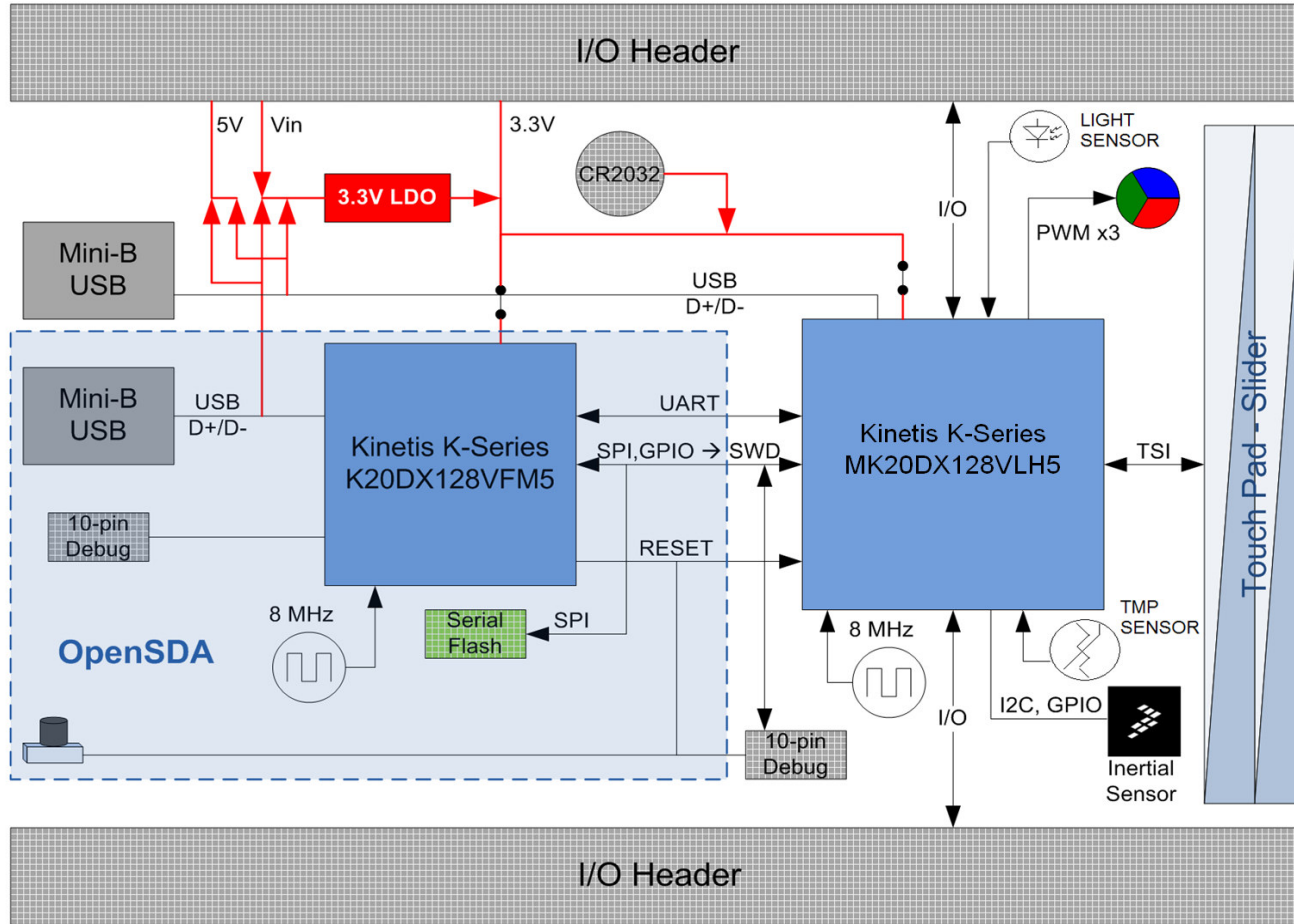 I/O Header
5V
Vin
3.3V
CR2032
LIGHT
SENSOR
3.3V LDO
I/O
PWM x3
Mini-B
USB
USB
D+/D-
Mini-B
USB
USB
D+/D-
Kinetis K-Series
K20DX128VFM5
UART
SPI,GPIO → SWD
Kinetis K-Series
MK20DX128VLH5
TSI
Touch Pad - Slider
10-pin
Debug
RESET
8 MHz
Serial
Flash
SPI
OpenSDA
8 MHz
TMP
SENSOR
I/O
I2C, GPIO
10-pin
Debug
Inertial
Sensor
I/O Header